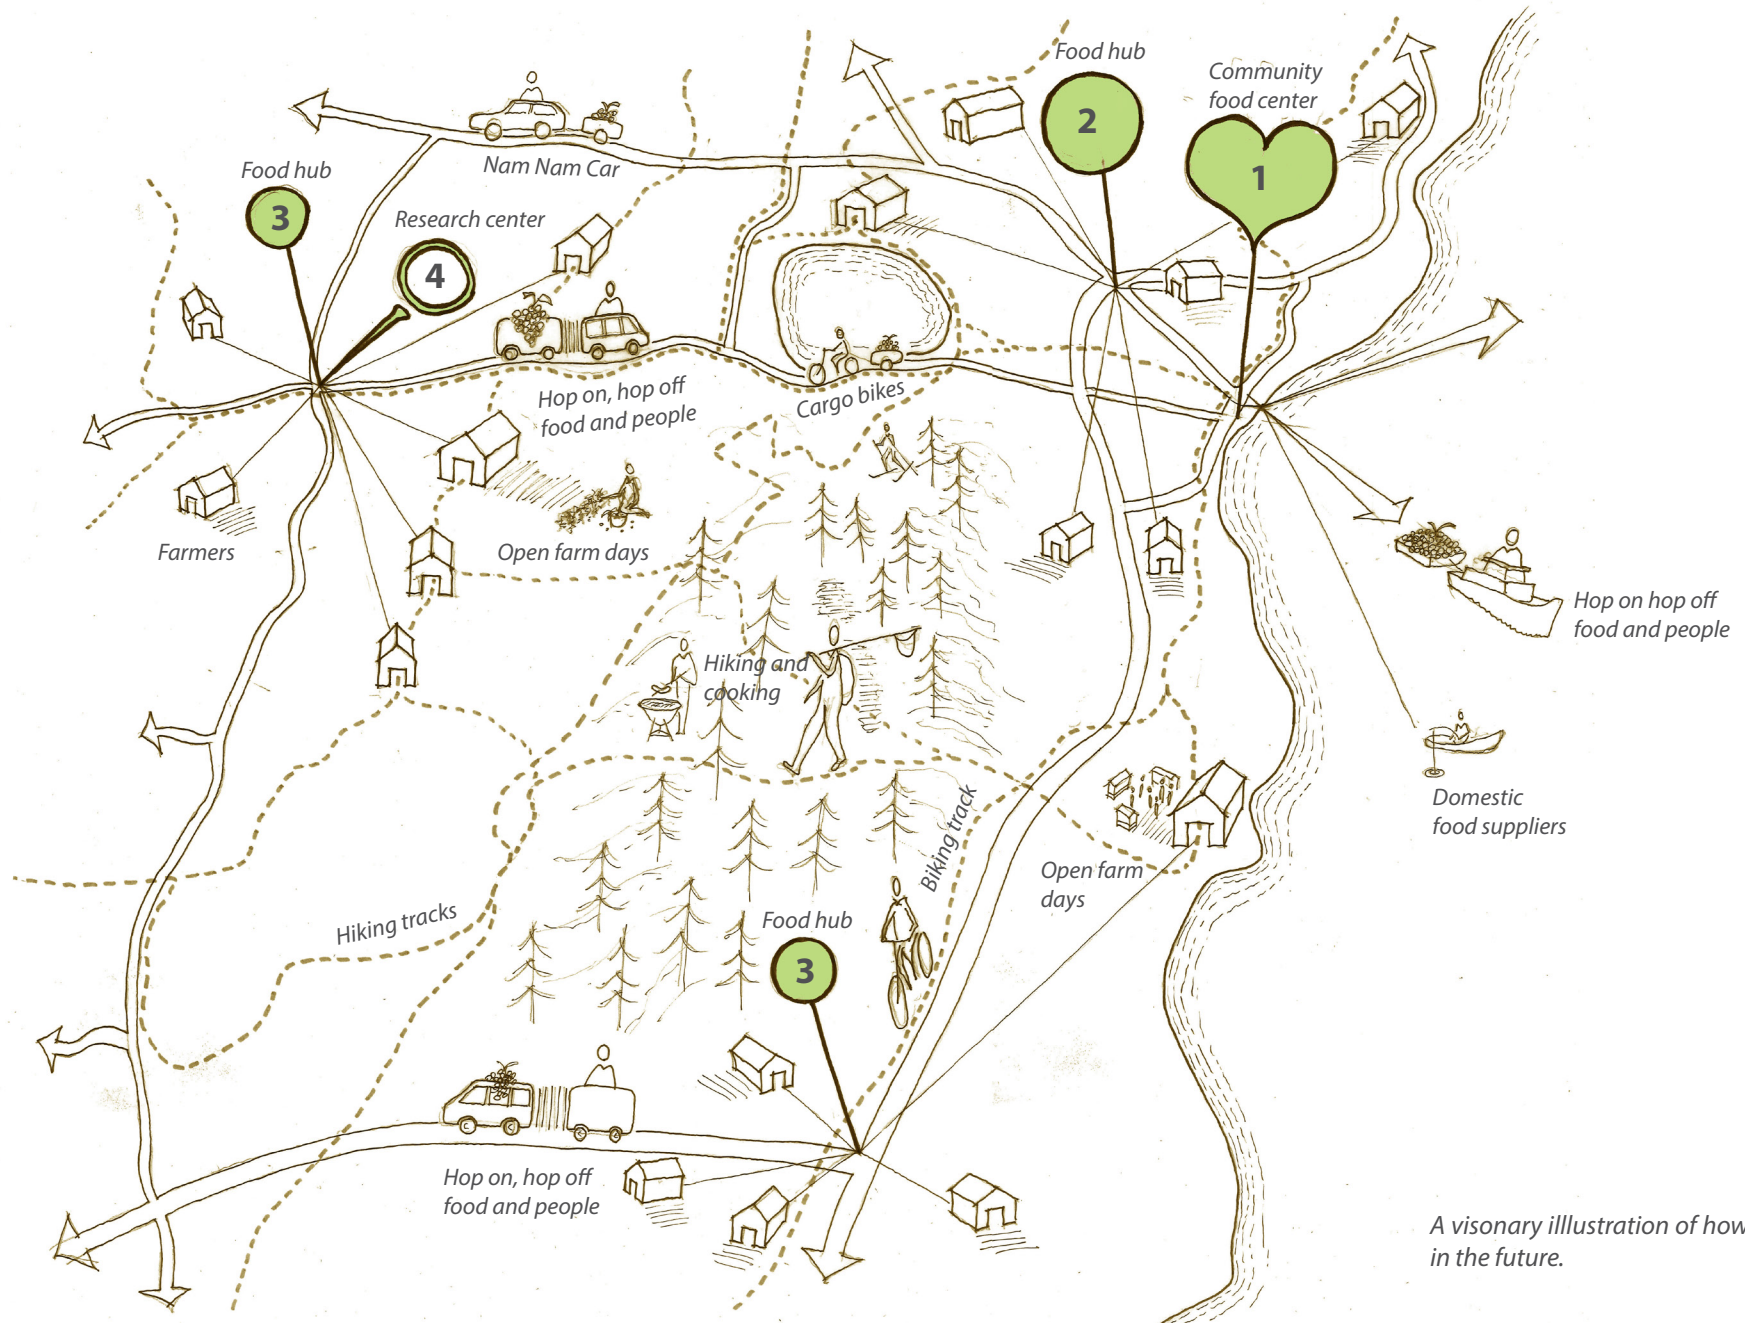 Food hub
2
Community
food center
1
Nam Nam Car
Food hub
3
Research center
4
Hop on, hop off
food and people
Cargo bikes
Farmers
Open farm days
Hop on hop off
food and people
Hiking and
cooking
Domestic
food suppliers
Biking track
Open farm
days
Hiking tracks
Food hub
3
Hop on, hop off
food and people
A visonary illlustration of how
in the future.